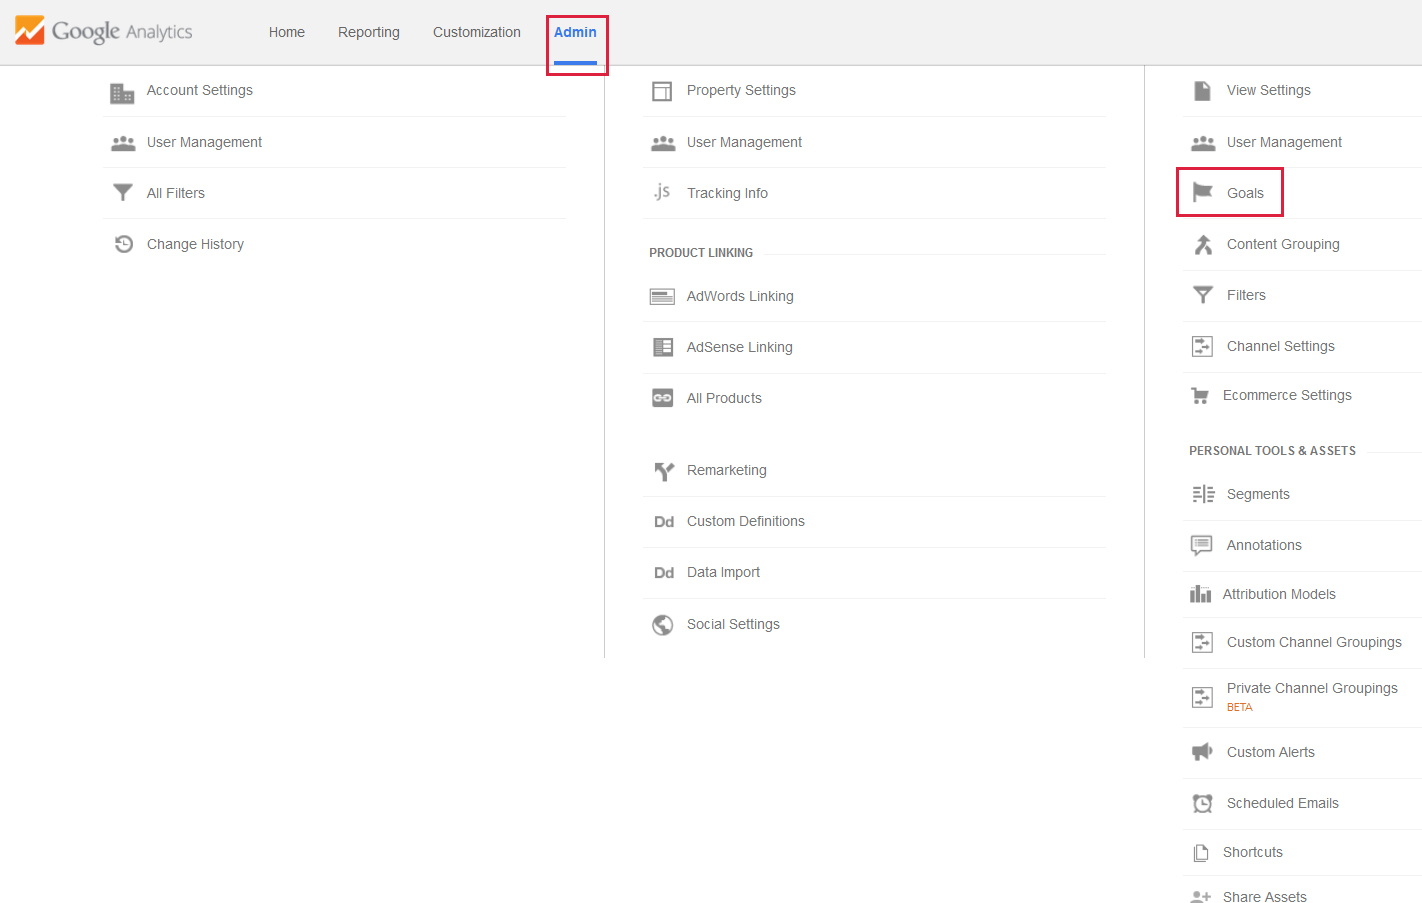 Google Analytics
Home
Reporting
Customization
Admin
Account Settings
User Management
All Filters
Change History
Property Settings
User Management
.js Tracking Info
PRODUCT LINKING
AdWords Linking
AdSense Linking
All Products
Remarketing
Dd Custom Definitions
Dd Data Import
Social Settings
View Settings
User Management
Goals
Content Grouping
Filters
Channel Settings
Ecommerce Settings
PERSONAL TOOLS & ASSETS
Segments
Annotations
Attribution Models
Custom Channel Groupings
Private Channel Groupings
BETA
Custom Alerts
Scheduled Emails
Shortcuts
Share Assets